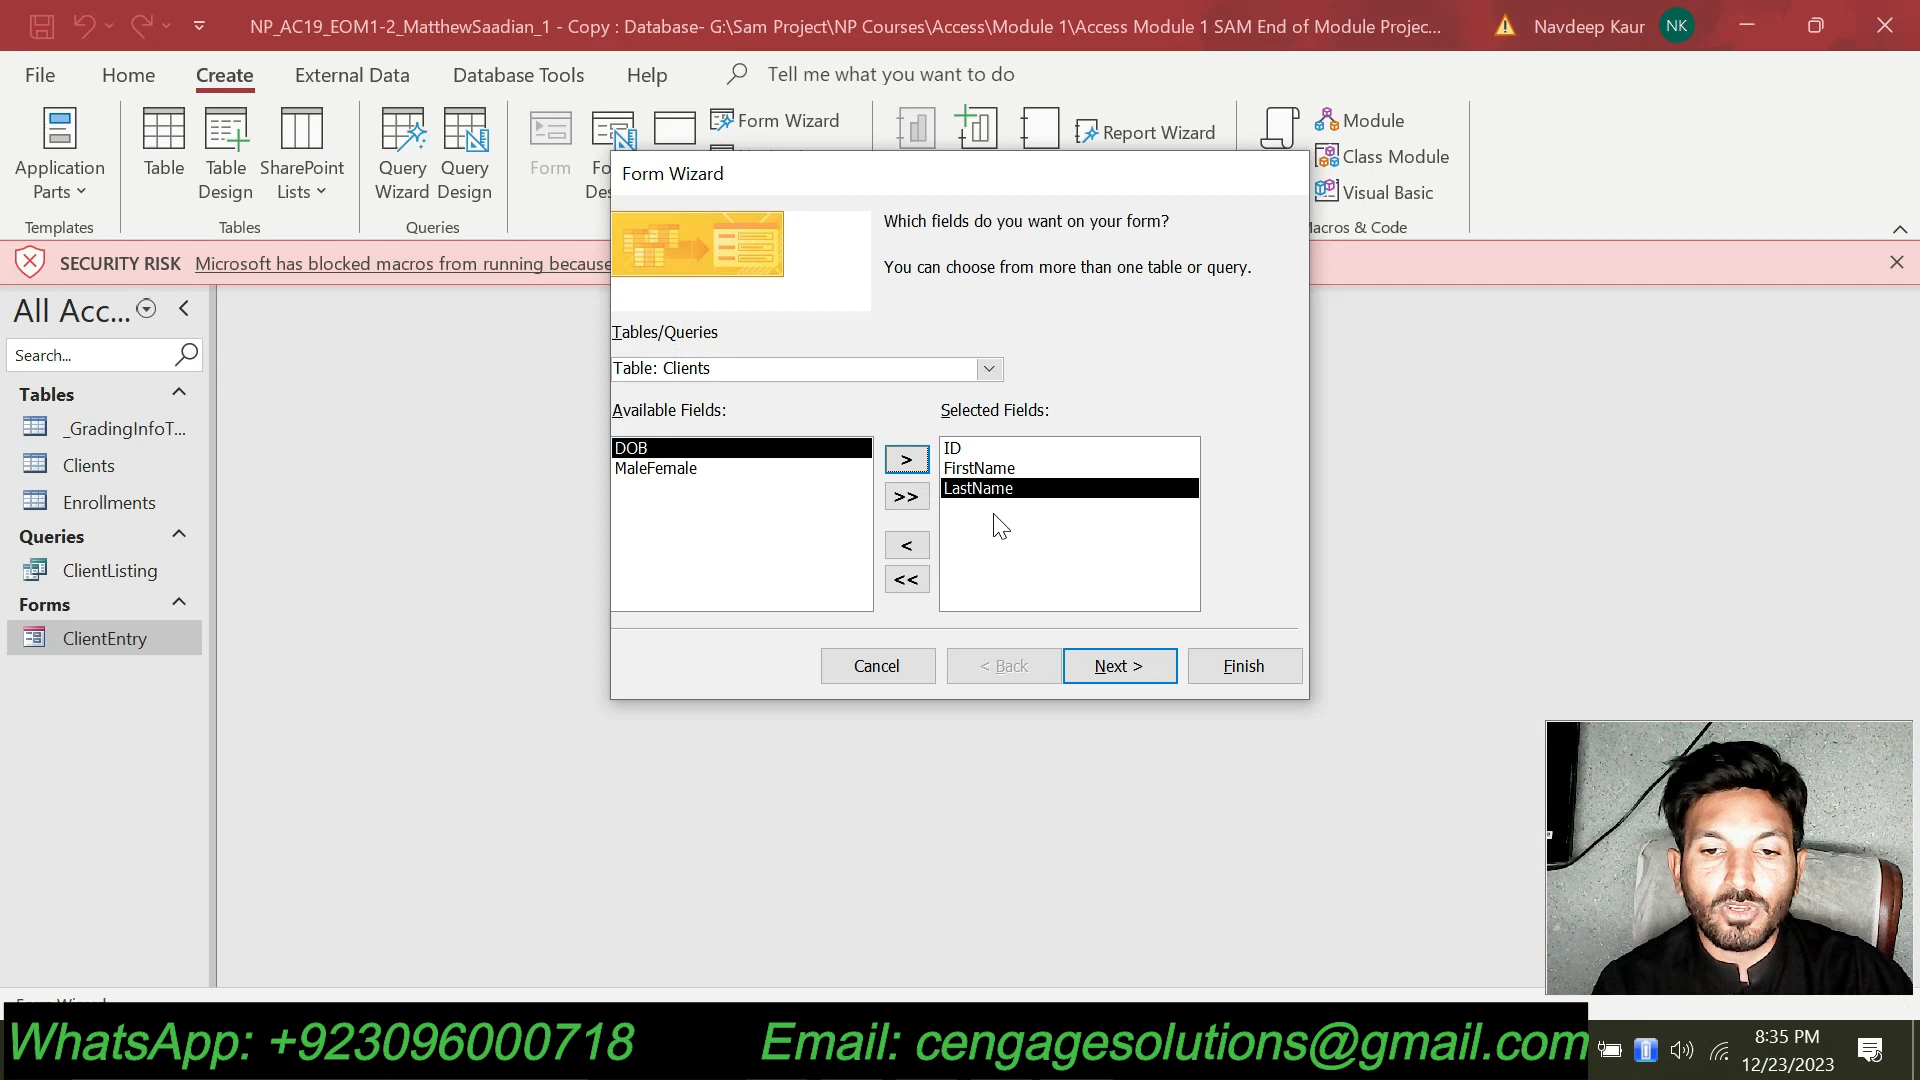 NP_AC19_EOM1-2_MatthewSaadian_1 - Copy : Database- G:\Sam Project\NP Courses\Access\Module 1\Access Module 1 SAM End of Module Projec...
Navdeep Kaur
NK
File
Home
Create
External Data
Database Tools
Help
Tell me what you want to do
Application Parts
Table
Table Design
SharePoint Lists
Query Wizard
Query Design
Form
Form Wizard
Report Wizard
Module
Class Module
Visual Basic
Templates
Tables
Queries
Macros & Code
SECURITY RISK
Microsoft has blocked macros from running because
All Acc...
Search...
Tables
_GradingInfoT...
Clients
Enrollments
Queries
ClientListing
Forms
ClientEntry
Form Wizard
Which fields do you want on your form?
You can choose from more than one table or query.
Tables/Queries
Table: Clients
Available Fields:
Selected Fields:
DOB
MaleFemale
>
>>
<
<<
ID
FirstName
LastName
Cancel
< Back
Next >
Finish
WhatsApp: +923096000718
Email: cengagesolutions@gmail.com
8:35 PM
12/23/2023